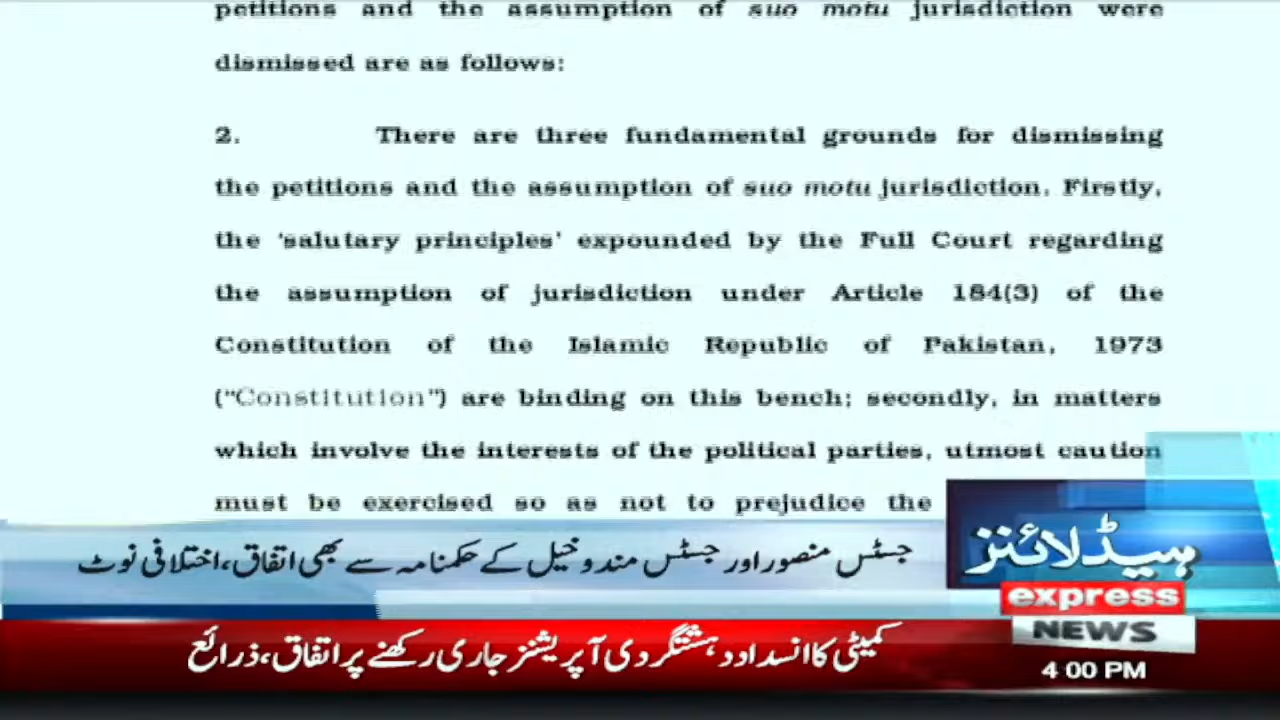 petitions and the assumption of suo motu jurisdiction were
dismissed are as follows:
2. There are three fundamental grounds for dismissing
the petitions and the assumption of suo motu jurisdiction. Firstly,
the 'salutary principles' expounded by the Full Court regarding
the assumption of jurisdiction under Article 184(3) of the
Constitution of the Islamic Republic of Pakistan, 1973
("Constitution") are binding on this bench; secondly, in matters
which involve the interests of the political parties, utmost caution
must be exercised so as not to prejudice the
جسٹس منصور اور جسٹس مندوخیل کے حکمنامہ سے بھی اتفاق، اختلافی نوٹ
ہیڈلائنز
express
NEWS
کمیٹی کا انسداد دہشتگردی آپریشنز جاری رکھنے پر اتفاق، ذرائع
4:00 PM